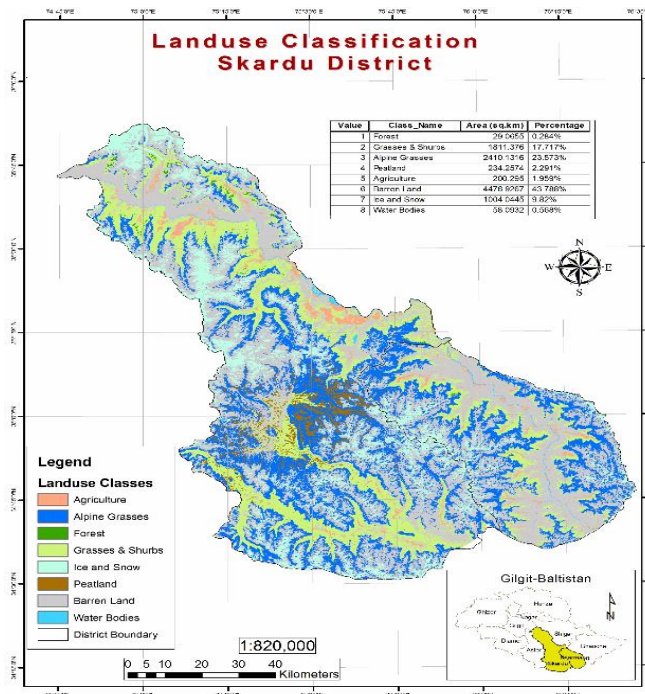 Landuse Classification
Skardu District
Value Class_Name Area (sq.km) Percentage
1 Forest 29.0655 0.284%
2 Grasses & Shurbs 1811.376 17.717%
3 Alpine Grasses 2410.1316 23.573%
4 Peatland 234.2574 2.291%
5 Agriculture 200.295 1.959%
6 Barren Land 4476.9267 43.788%
7 Ice and Snow 1004.0445 9.82%
8 Water Bodies 58.0932 0.568%
N
W E
S
Legend
Landuse Classes
Agriculture
Alpine Grasses
Forest
Grasses & Shurbs
Ice and Snow
Peatland
Barren Land
Water Bodies
District Boundary
1:820,000
0 5 10 20 30 40
Kilometers
Gilgit-Baltistan
N
Ghizer
Hunza
Nagar
Gilgit
Diamer
Astor
Shigar
Ghanche
Skardu